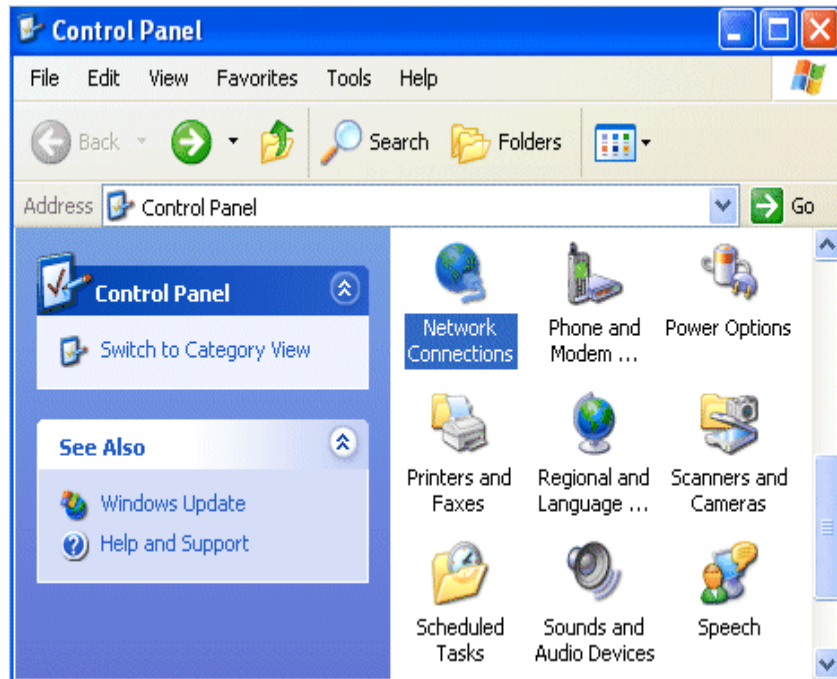 Control Panel
File Edit View Favorites Tools Help
Back Search Folders
Address Control Panel Go
Control Panel
Switch to Category View
See Also
Windows Update
Help and Support
Network Connections
Phone and Modem ...
Power Options
Printers and Faxes
Regional and Language ...
Scanners and Cameras
Scheduled Tasks
Sounds and Audio Devices
Speech